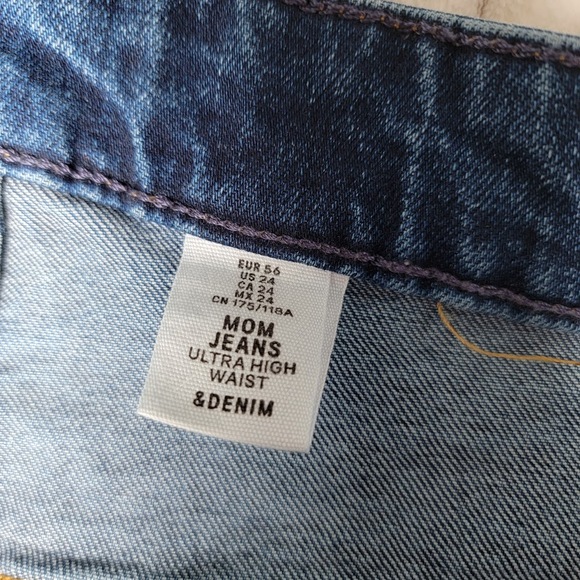 EUR 56
US 24
CA 24
MX 24
CN 175/118A
MOM
JEANS
ULTRA HIGH
WAIST
&DENIM